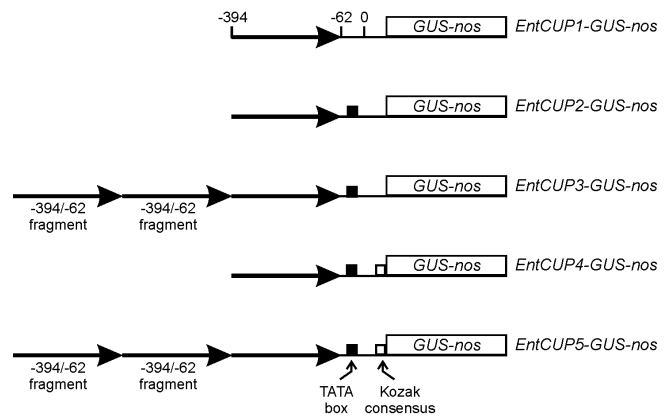 -394 -62 0
GUS-nos EntCUP1-GUS-nos
GUS-nos EntCUP2-GUS-nos
GUS-nos EntCUP3-GUS-nos
-394/-62 -394/-62
fragment fragment
GUS-nos EntCUP4-GUS-nos
GUS-nos EntCUP5-GUS-nos
-394/-62 -394/-62
fragment fragment
TATA Kozak
box consensus